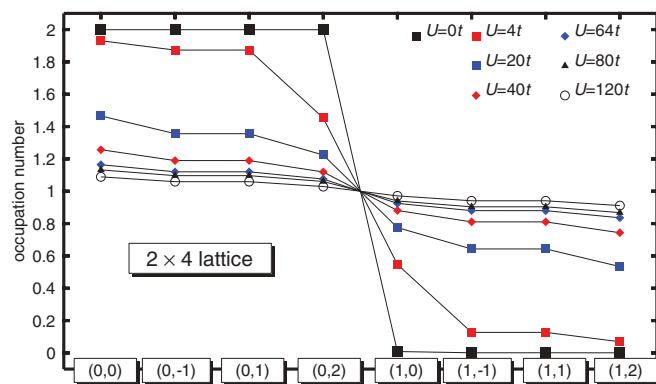 2
1.8
1.6
1.4
1.2
1
0.8
0.6
0.4
0.2
0
occupation number
U=0t U=4t U=64t
U=20t U=80t
U=40t U=120t
2 × 4 lattice
(0,0) (0,-1) (0,1) (0,2) (1,0) (1,-1) (1,1) (1,2)